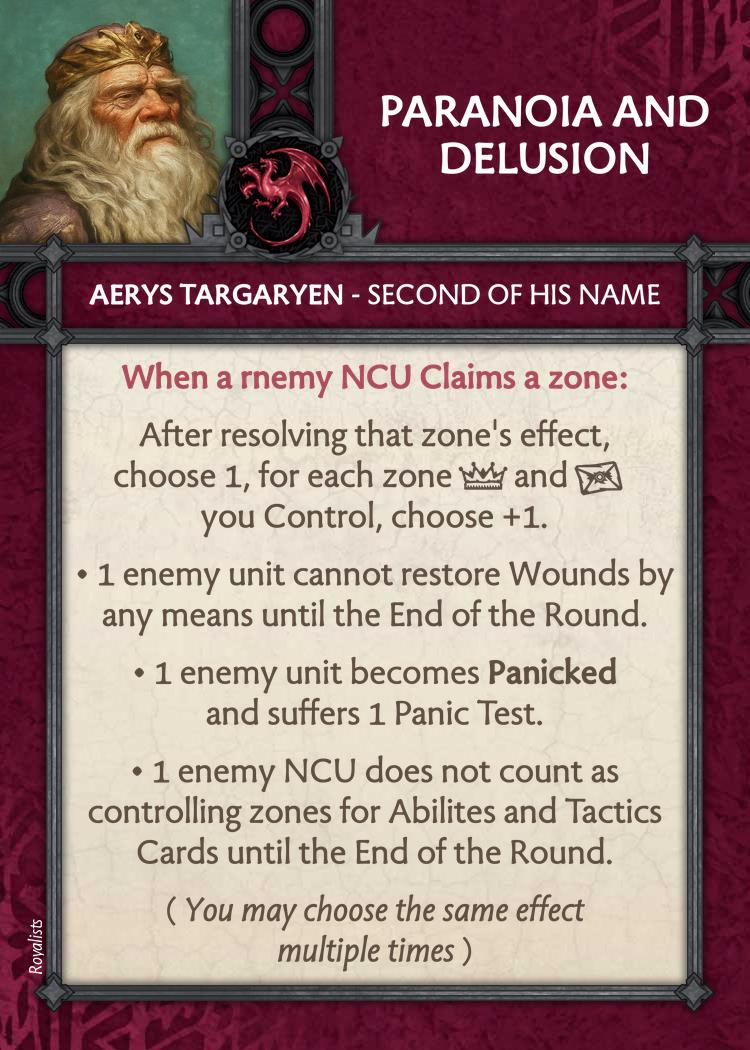 PARANOIA AND
DELUSION
AERYS TARGARYEN - SECOND OF HIS NAME
When a rnemy NCU Claims a zone:
After resolving that zone's effect,
choose 1, for each zone and
you Control, choose +1.
• 1 enemy unit cannot restore Wounds by
any means until the End of the Round.
• 1 enemy unit becomes Panicked
and suffers 1 Panic Test.
• 1 enemy NCU does not count as
controlling zones for Abilites and Tactics
Cards until the End of the Round.
( You may choose the same effect
multiple times )
Royalists